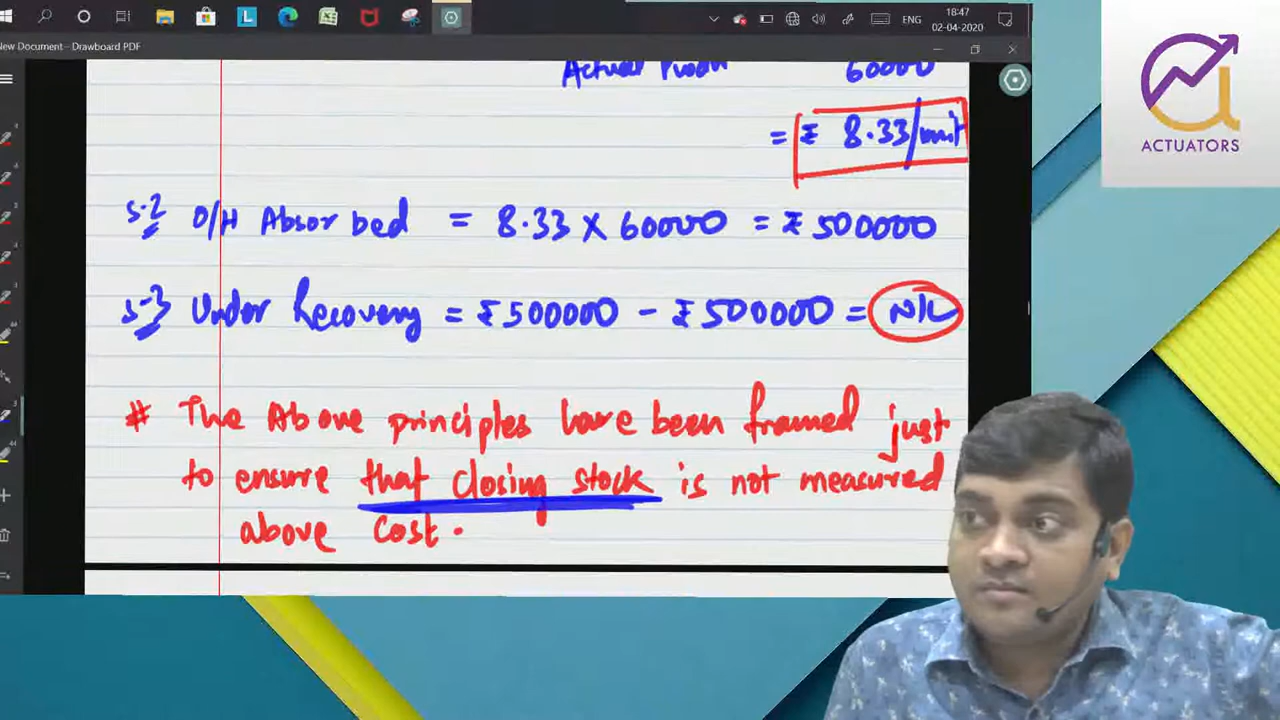 18:47
ENG
02-04-2020
New Document - Drawboard PDF
Actual Prodn 60000
= ₹ 8.33/unit
ACTUATORS
S-2 O/H Absorbed = 8.33 × 60000 = ₹ 500000
S-3 Under Recovery = ₹ 500000 - ₹ 500000 = NIL
# The Above principles have been framed just
to ensure that closing stock is not measured
above cost.